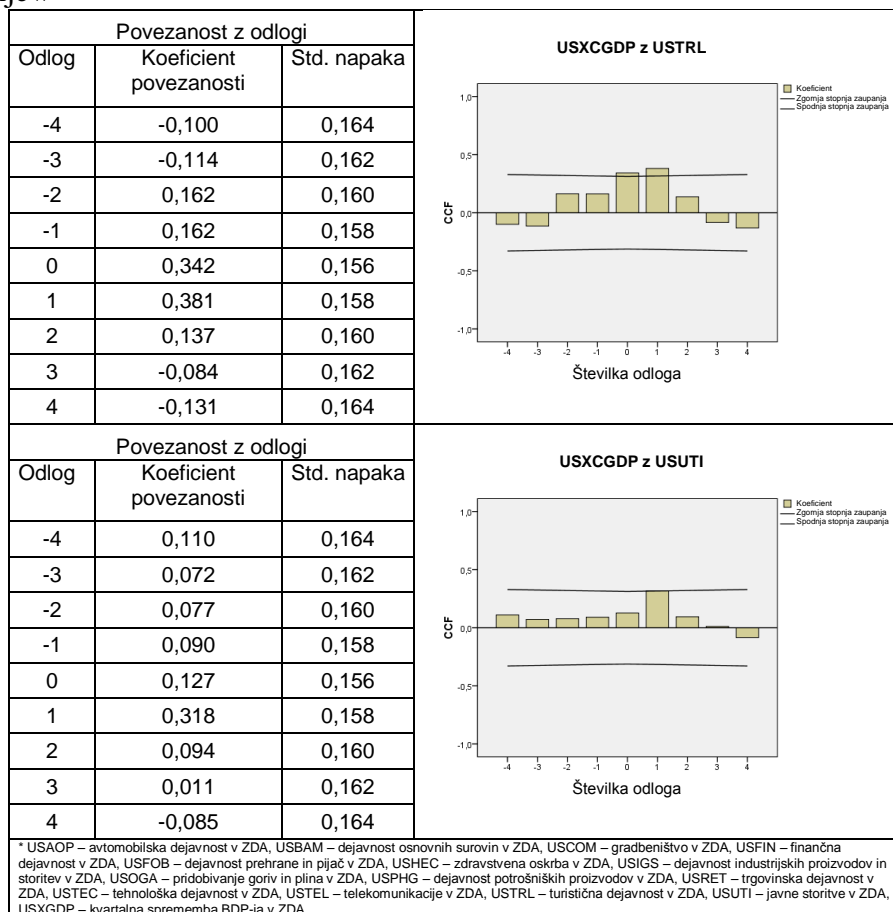 Povezanost z odlogi
Odlog Koeficient povezanosti Std. napaka
-4 -0,100 0,164
-3 -0,114 0,162
-2 0,162 0,160
-1 0,162 0,158
0 0,342 0,156
1 0,381 0,158
2 0,137 0,160
3 -0,084 0,162
4 -0,131 0,164
USXCGDP z USTRL
Koeficient
Zgornja stopnja zaupanja
Spodnja stopnja zaupanja
1,0
0,5
0,0
-0,5
-1,0
CCF
-4 -3 -2 -1 0 1 2 3 4
Številka odloga
Povezanost z odlogi
Odlog Koeficient povezanosti Std. napaka
-4 0,110 0,164
-3 0,072 0,162
-2 0,077 0,160
-1 0,090 0,158
0 0,127 0,156
1 0,318 0,158
2 0,094 0,160
3 0,011 0,162
4 -0,085 0,164
USXCGDP z USUTI
Koeficient
Zgornja stopnja zaupanja
Spodnja stopnja zaupanja
1,0
0,5
0,0
-0,5
-1,0
CCF
-4 -3 -2 -1 0 1 2 3 4
Številka odloga
* USAOP – avtomobilska dejavnost v ZDA, USBAM – dejavnost osnovnih surovin v ZDA, USCOM – gradbeništvo v ZDA, USFIN – finančna
dejavnost v ZDA, USFOB – dejavnost prehrane in pijač v ZDA, USHEC – zdravstvena oskrba v ZDA, USIGS – dejavnost industrijskih proizvodov in
storitev v ZDA, USOGA – pridobivanje goriv in plina v ZDA, USPHG – dejavnost potrošniških proizvodov v ZDA, USRET – trgovinska dejavnost v
ZDA, USTEC – tehnološka dejavnost v ZDA, USTEL – telekomunikacije v ZDA, USTRL – turistična dejavnost v ZDA, USUTI – javne storitve v ZDA,
USXGDP – kvartalna sprememba BDP-ja v ZDA